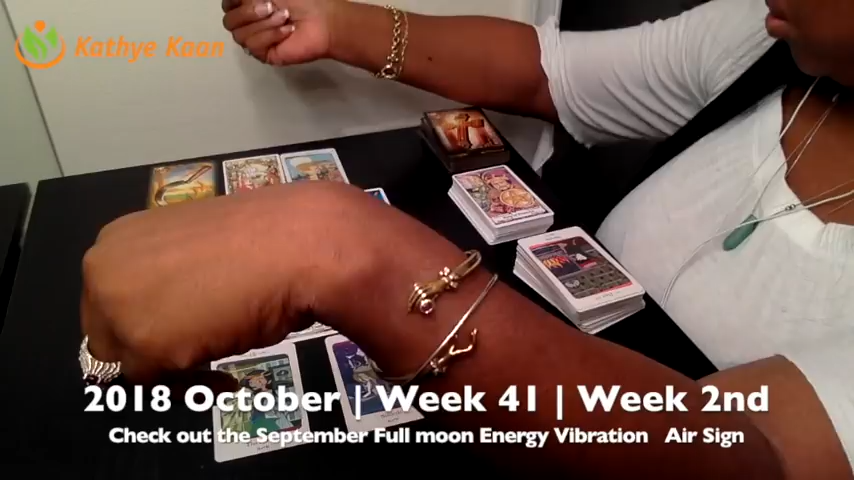 Kathye Kaan
2018 October | Week 41 | Week 2nd
Check out the September Full moon Energy Vibration Air Sign